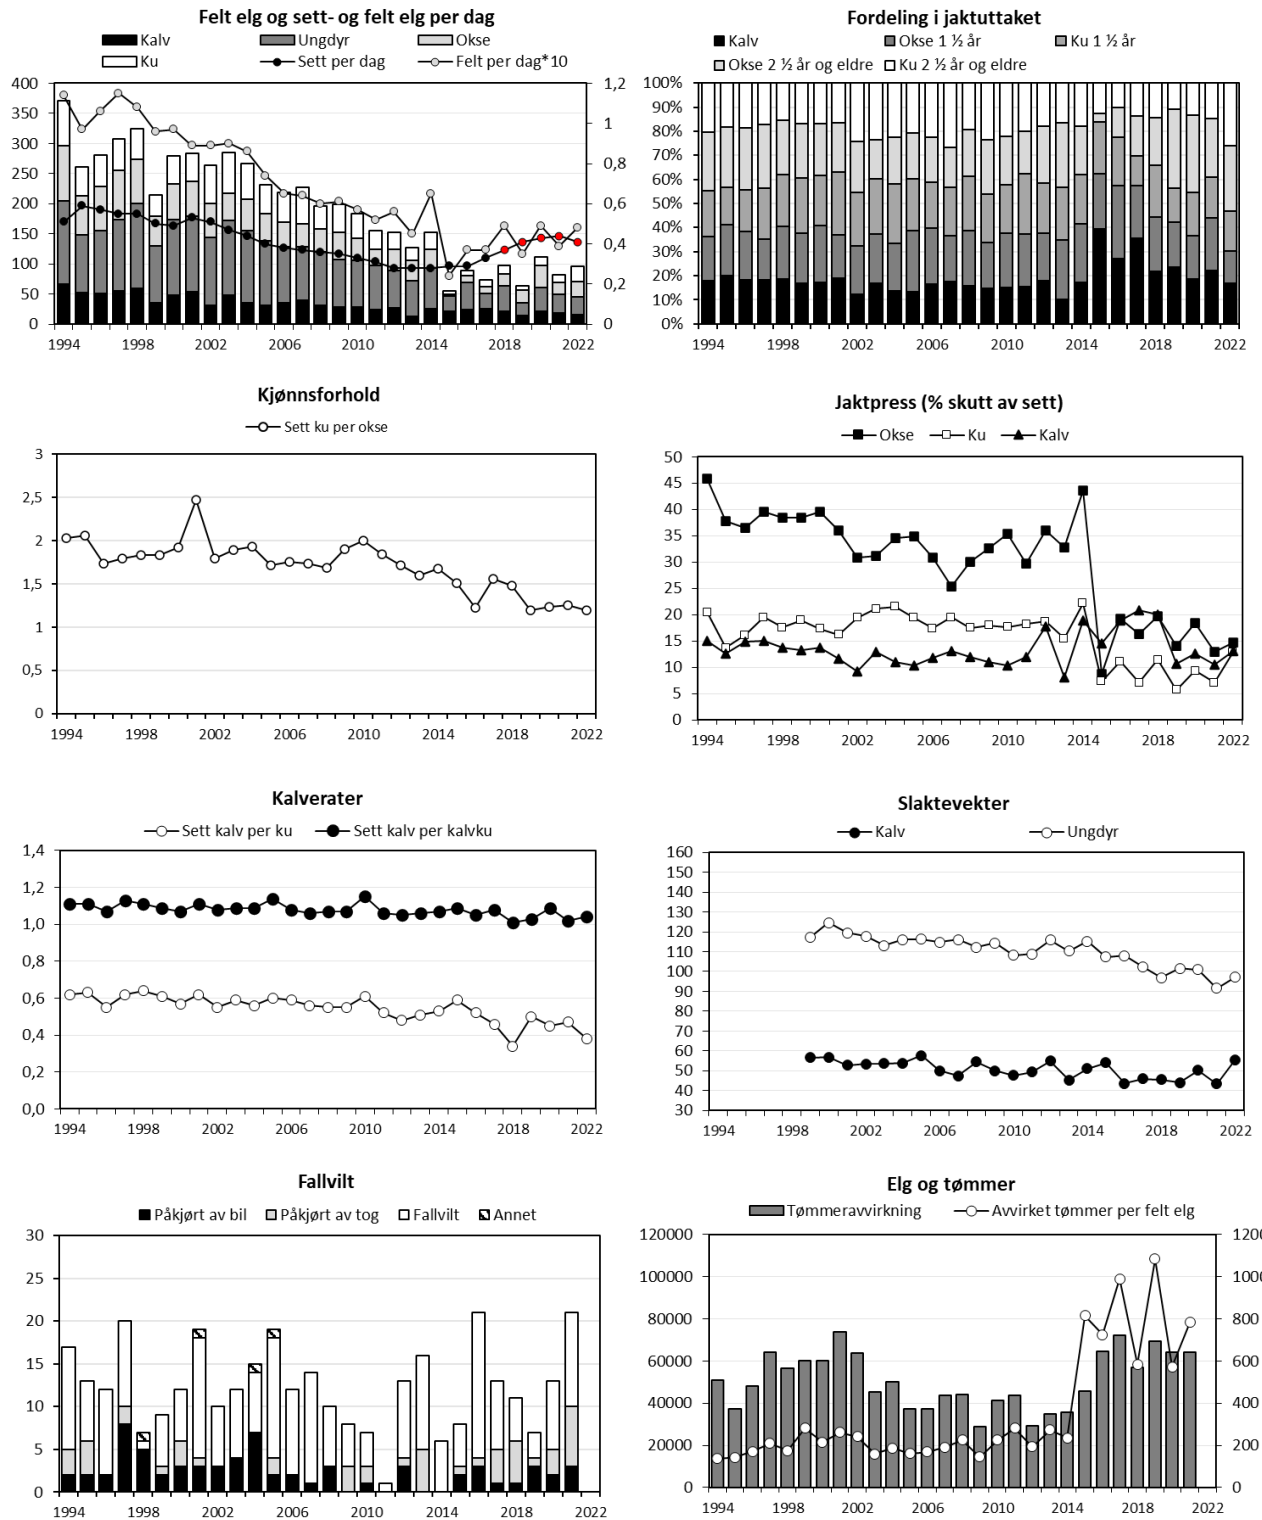 Felt elg og sett- og felt elg per dag
Kalv Ungdyr Okse
Ku Sett per dag Felt per dag*10
400 1,2
350 1
300
250 0,8
200 0,6
150 0,4
100
50 0,2
0 0
1994 1998 2002 2006 2010 2014 2018 2022
Fordeling i jaktuttaket
Kalv Okse 1 ½ år Ku 1 ½ år
Okse 2 ½ år og eldre Ku 2 ½ år og eldre
100%
90%
80%
70%
60%
50%
40%
30%
20%
10%
0%
1994 1998 2002 2006 2010 2014 2018 2022
Kjønnsforhold
Sett ku per okse
3
2,5
2
1,5
1
0,5
0
1994 1998 2002 2006 2010 2014 2018 2022
Jaktpress (% skutt av sett)
Okse Ku Kalv
50
45
40
35
30
25
20
15
10
5
0
1994 1998 2002 2006 2010 2014 2018 2022
Kalverater
Sett kalv per ku Sett kalv per kalvku
1,4
1,2
1,0
0,8
0,6
0,4
0,2
0,0
1994 1998 2002 2006 2010 2014 2018 2022
Slaktevekter
Kalv Ungdyr
160
150
140
130
120
110
100
90
80
70
60
50
40
30
1994 1998 2002 2006 2010 2014 2018 2022
Fallvilt
Påkjørt av bil Påkjørt av tog Fallvilt Annet
30
25
20
15
10
5
0
1994 1998 2002 2006 2010 2014 2018 2022
Elg og tømmer
Tømmeravvirkning Avvirket tømmer per felt elg
120000
100000
80000 800
60000 600
40000 400
20000 200
0 0
1994 1998 2002 2006 2010 2014 2018 2022